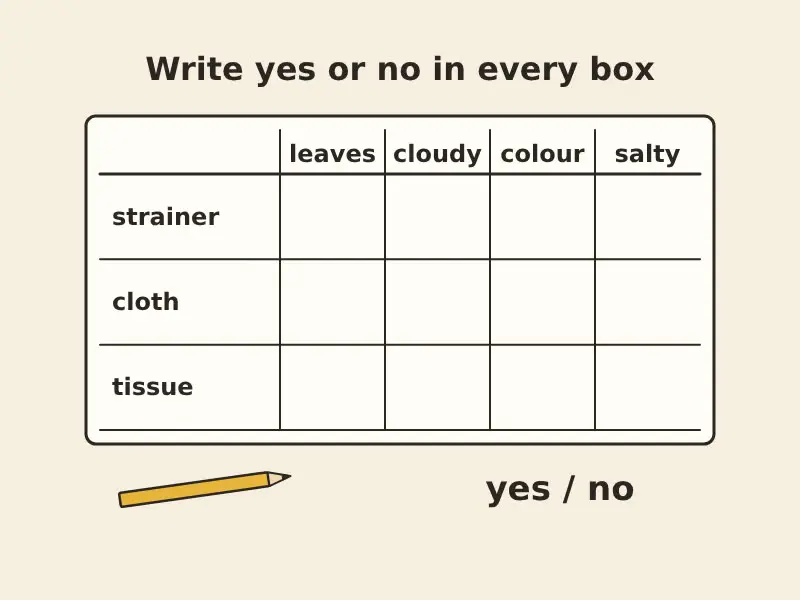 Write yes or no in every box
leaves cloudy colour salty
strainer
cloth
tissue
yes / no